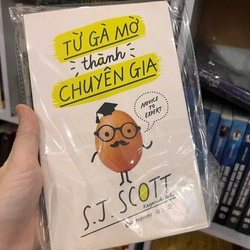 TỪ GÀ MỜ
thành
CHUYÊN GIA
NOVICE TO
EXPERT
S.J. SCOTT